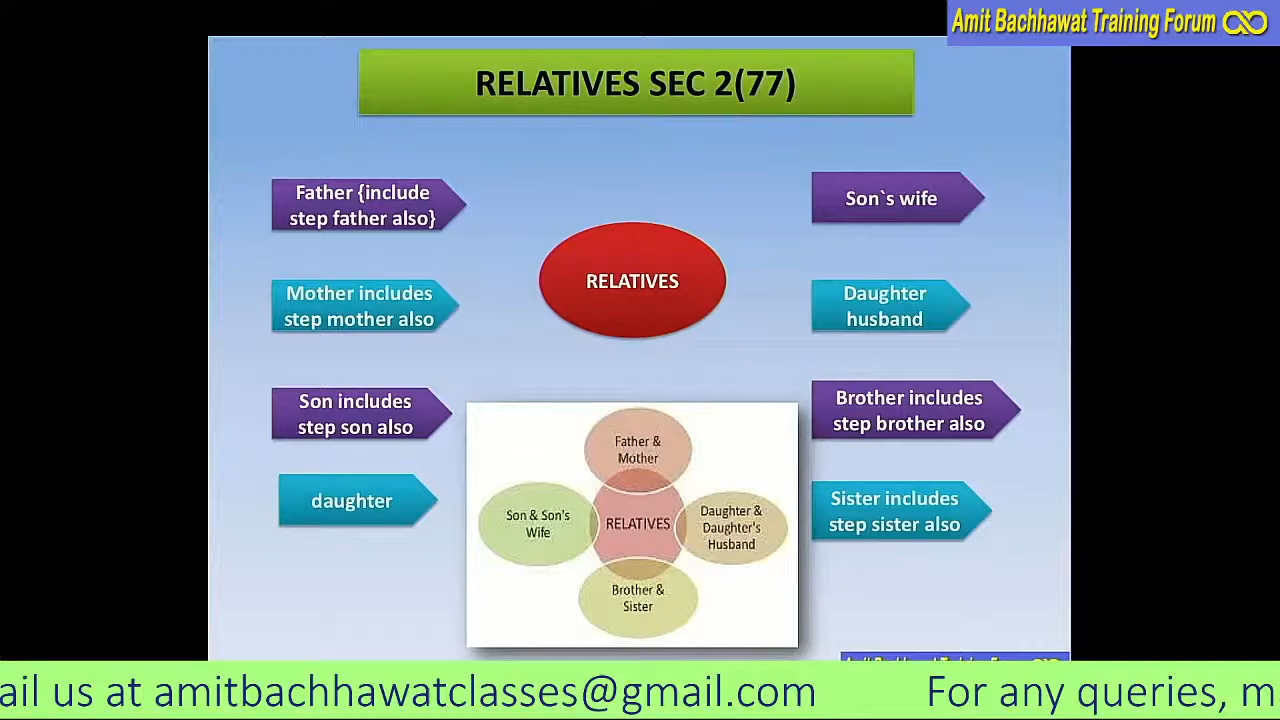 Amit Bachhawat Training Forum
RELATIVES SEC 2(77)
Father {include
step father also}
Mother includes
step mother also
Son includes
step son also
daughter
RELATIVES
Son`s wife
Daughter
husband
Brother includes
step brother also
Sister includes
step sister also
Father &
Mother
Son & Son's
Wife
RELATIVES
Daughter &
Daughter's
Husband
Brother &
Sister
ail us at amitbachhawatclasses@gmail.com
For any queries, m